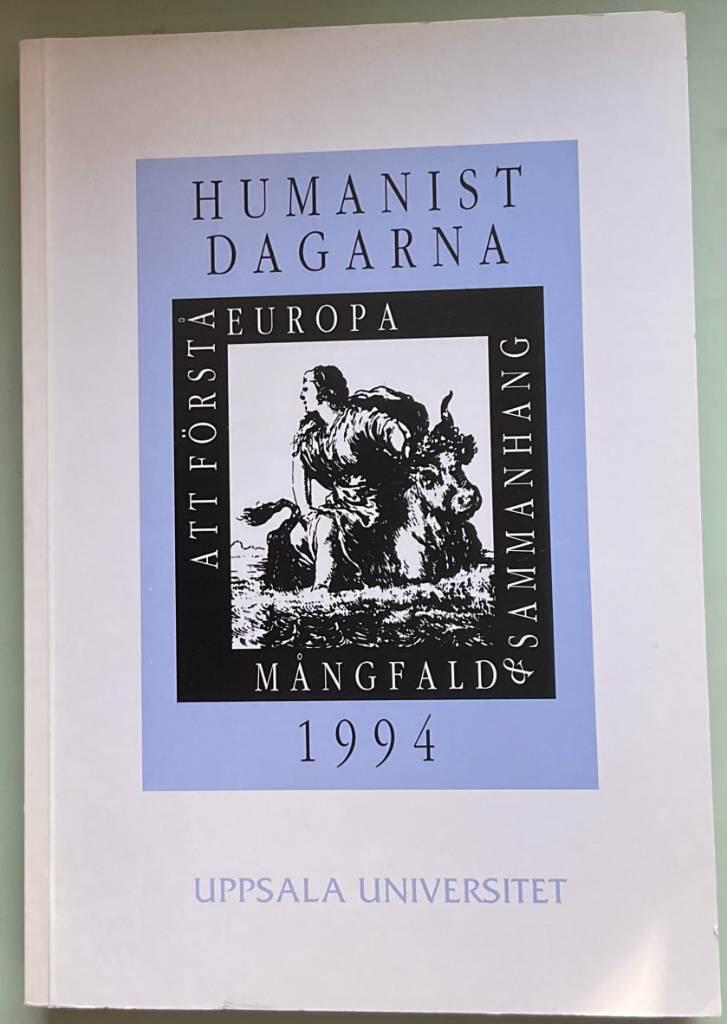 HUMANIST
DAGARNA
ATT FÖRSTÅ
EUROPA
MÅNGFALD
& SAMMANHANG
1994
UPPSALA UNIVERSITET